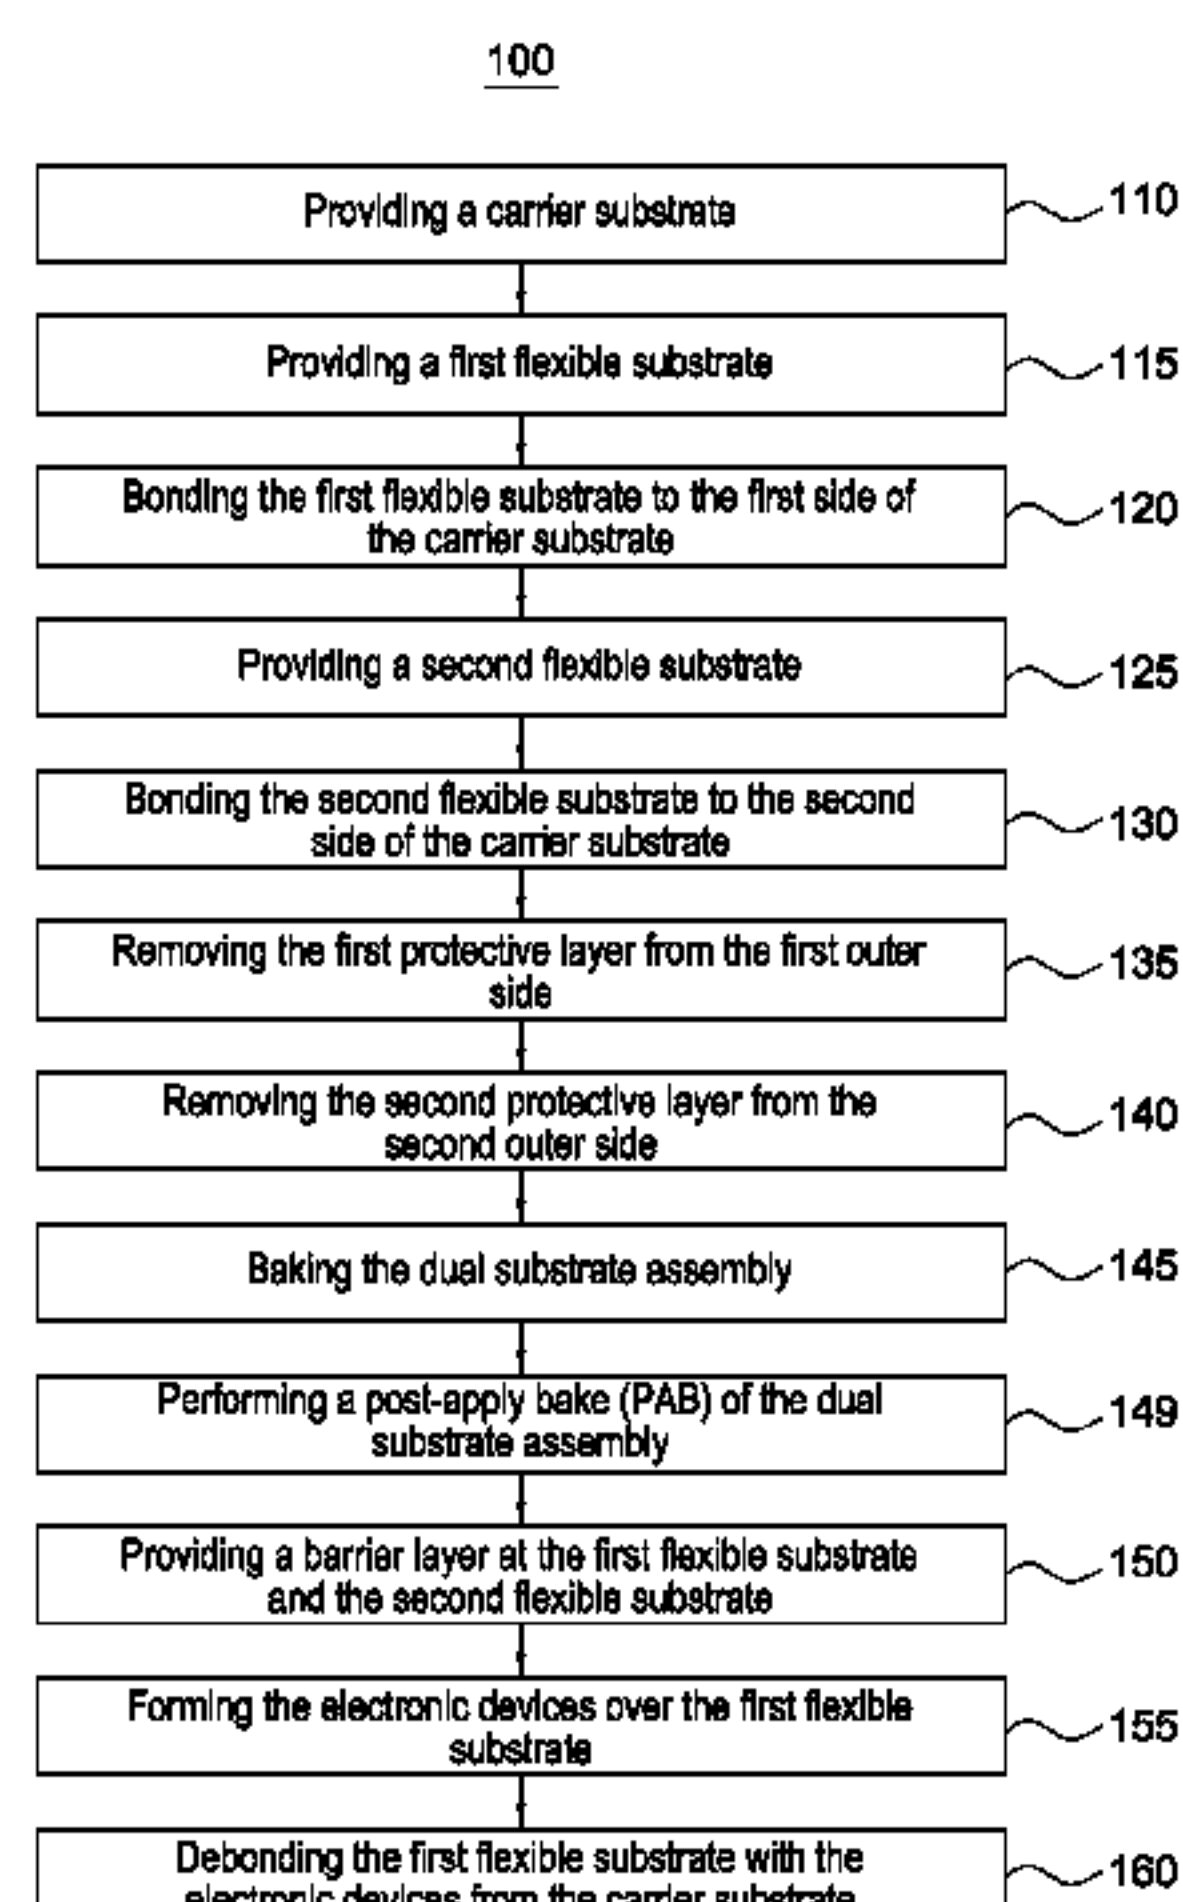 100
Providing a carrier substrate
110
Providing a first flexible substrate
115
Bonding the first flexible substrate to the first side of
the carrier substrate
120
Providing a second flexible substrate
125
Bonding the second flexible substrate to the second
side of the carrier substrate
130
Removing the first protective layer from the first outer
side
135
Removing the second protective layer from the
second outer side
140
Baking the dual substrate assembly
145
Performing a post-apply bake (PAB) of the dual
substrate assembly
149
Providing a barrier layer at the first flexible substrate
and the second flexible substrate
150
Forming the electronic devices over the first flexible
substrate
155
Debonding the first flexible substrate with the
electronic devices from the carrier substrate
160